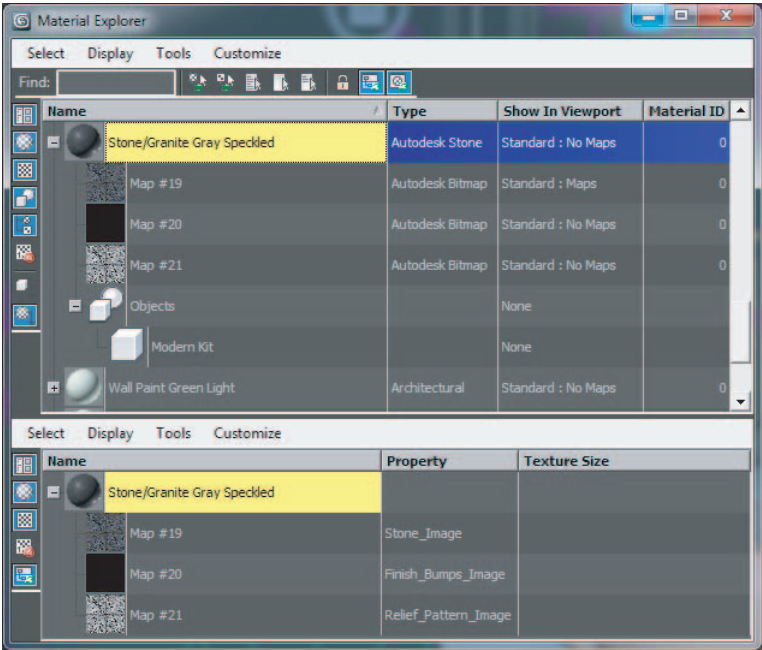 Material Explorer
Select Display Tools Customize
Find:
Name Type Show In Viewport Material ID
Stone/Granite Gray Speckled Autodesk Stone Standard : No Maps 0
Map #19 Autodesk Bitmap Standard : Maps 0
Map #20 Autodesk Bitmap Standard : No Maps 0
Map #21 Autodesk Bitmap Standard : No Maps 0
Objects None
Modern Kit None
Wall Paint Green Light Architectural Standard : No Maps 0
Select Display Tools Customize
Name Property Texture Size
Stone/Granite Gray Speckled
Map #19 Stone_Image
Map #20 Finish_Bumps_Image
Map #21 Relief_Pattern_Image